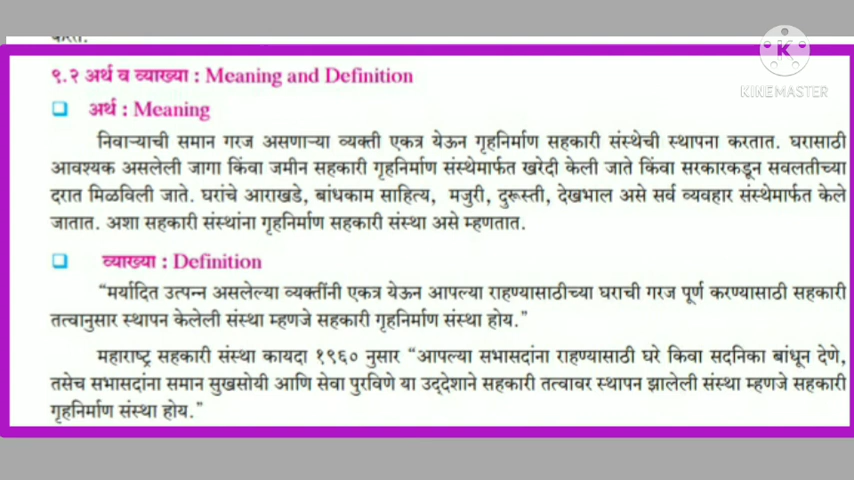 करत.
९.२ अर्थ व व्याख्या : Meaning and Definition
अर्थ : Meaning
निवाऱ्याची समान गरज असणाऱ्या व्यक्ती एकत्र येऊन गृहनिर्माण सहकारी संस्थेची स्थापना करतात. घरासाठी
आवश्यक असलेली जागा किंवा जमीन सहकारी गृहनिर्माण संस्थेमार्फत खरेदी केली जाते किंवा सरकारकडून सवलतीच्या
दरात मिळविली जाते. घरांचे आराखडे, बांधकाम साहित्य, मजुरी, दुरूस्ती, देखभाल असे सर्व व्यवहार संस्थेमार्फत केले
जातात. अशा सहकारी संस्थांना गृहनिर्माण सहकारी संस्था असे म्हणतात.
व्याख्या : Definition
“मर्यादित उत्पन्न असलेल्या व्यक्तींनी एकत्र येऊन आपल्या राहण्यासाठीच्या घराची गरज पूर्ण करण्यासाठी सहकारी
तत्वानुसार स्थापन केलेली संस्था म्हणजे सहकारी गृहनिर्माण संस्था होय.”
महाराष्ट्र सहकारी संस्था कायदा १९६० नुसार “आपल्या सभासदांना राहण्यासाठी घरे किवा सदनिका बांधून देणे,
तसेच सभासदांना समान सुखसोयी आणि सेवा पुरविणे या उद्‌देशाने सहकारी तत्वावर स्थापन झालेली संस्था म्हणजे सहकारी
गृहनिर्माण संस्था होय.”
K
KINEMASTER